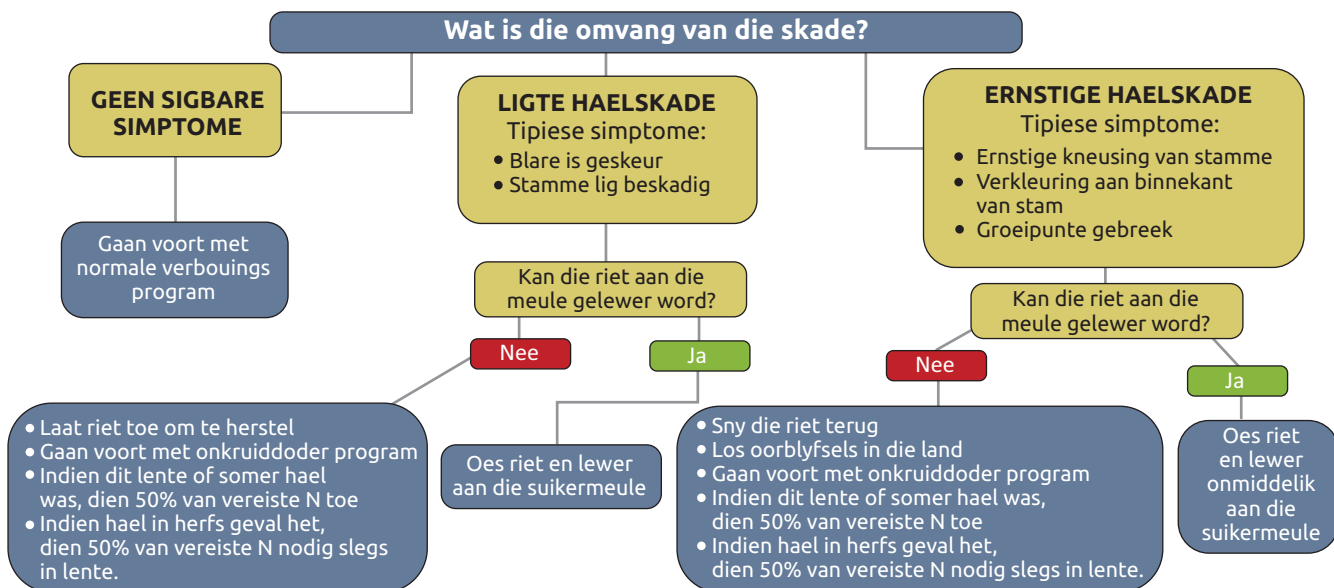 Wat is die omvang van die skade?
GEEN SIGBARE
SIMPTOME
Gaan voort met
normale verbouings
program
LIGTE HAELSKADE
Tipiese simptome:
• Blare is geskeur
• Stamme lig beskadig
Kan die riet aan die
meule gelewer word?
Nee
Ja
• Laat riet toe om te herstel
• Gaan voort met onkruiddoder program
• Indien dit lente of somer hael
was, dien 50% van vereiste N toe
• Indien hael in herfs geval het,
dien 50% van vereiste N nodig slegs
in lente.
Oes riet en lewer
aan die suikermeule
ERNSTIGE HAELSKADE
Tipiese simptome:
• Ernstige kneusing van stamme
• Verkleuring aan binnekant
van stam
• Groeipunte gebreek
Kan die riet aan die
meule gelewer word?
Nee
Ja
• Sny die riet terug
• Los oorblyfsels in die land
• Gaan voort met onkruiddoder program
• Indien dit lente of somer hael was,
dien 50% van vereiste N toe
• Indien hael in herfs geval het,
dien 50% van vereiste N nodig slegs in lente.
Oes riet
en lewer
onmiddelik
aan die
suikermeule